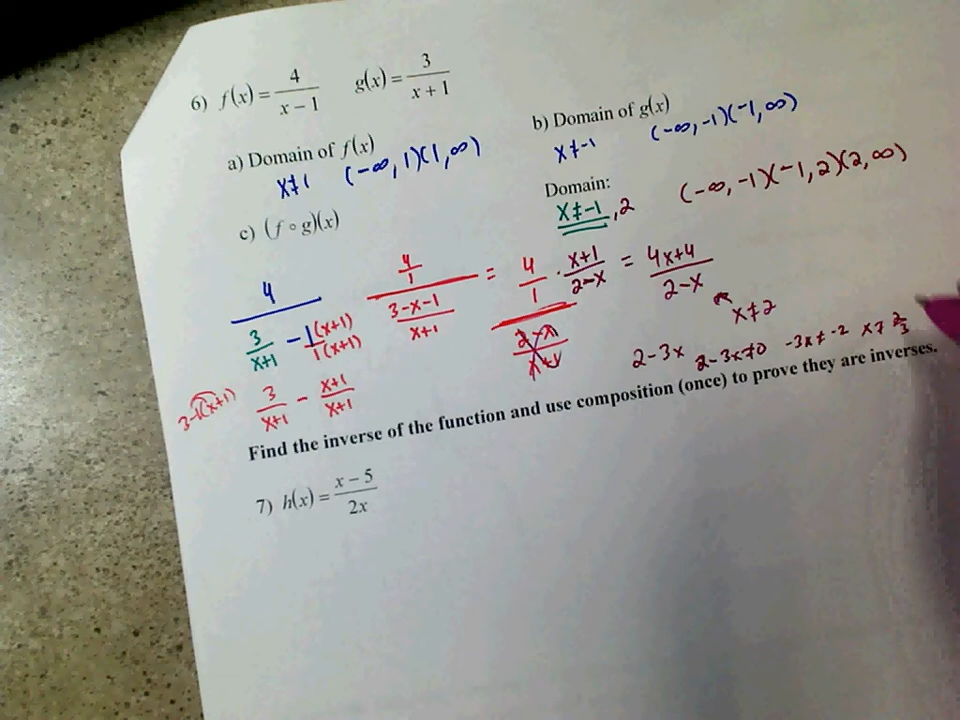 6) f(x) = 4/(x − 1) g(x) = 3/(x + 1)
a) Domain of f(x)
x≠1 (-∞, 1)(1, ∞)
b) Domain of g(x)
x≠-1 (-∞, -1)(-1, ∞)
c) (f ∘ g)(x)
Domain:
x≠-1, 2 (-∞, -1)(-1, 2)(2, ∞)
4/(3/(x+1) - 1(x+1)/1(x+1))
(4/1)/((3-x-1)/(x+1)) = (4/1)/((2-x)/(x+1)) · (x+1)/(2-x) = (4x+4)/(2-x)
x≠2
3-1(x+1) 3/(x+1) - (x+1)/(x+1)
2-3x 2-3x≠0 -3x≠-2 x≠2/3
Find the inverse of the function and use composition (once) to prove they are inverses.
7) h(x) = (x − 5)/2x